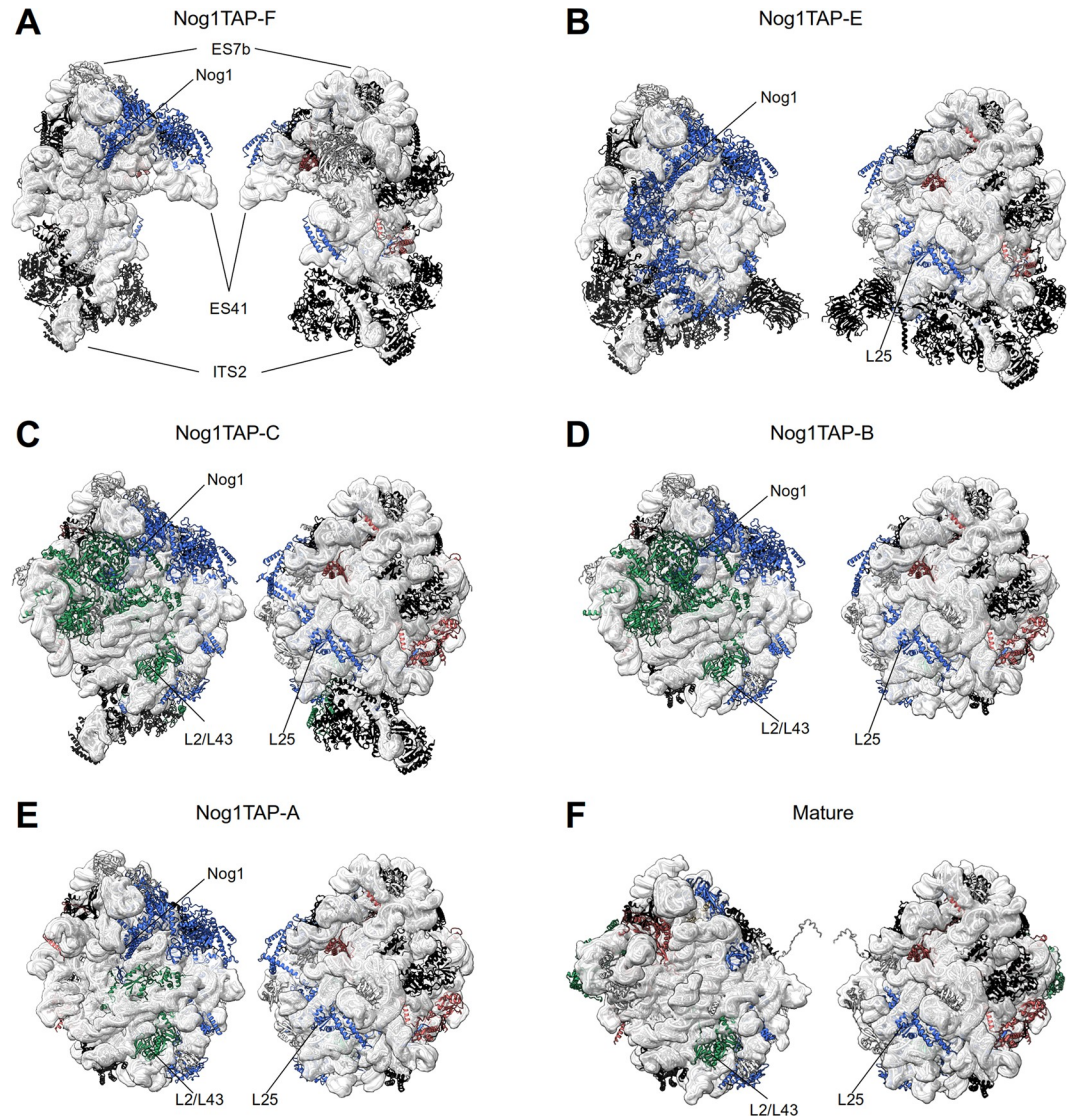 A
Nog1TAP-F
ES7b
Nog1
ES41
ITS2
B
Nog1TAP-E
Nog1
L25
C
Nog1TAP-C
Nog1
L2/L43
L25
D
Nog1TAP-B
Nog1
L2/L43
L25
E
Nog1TAP-A
Nog1
L2/L43
L25
F
Mature
L2/L43
L25